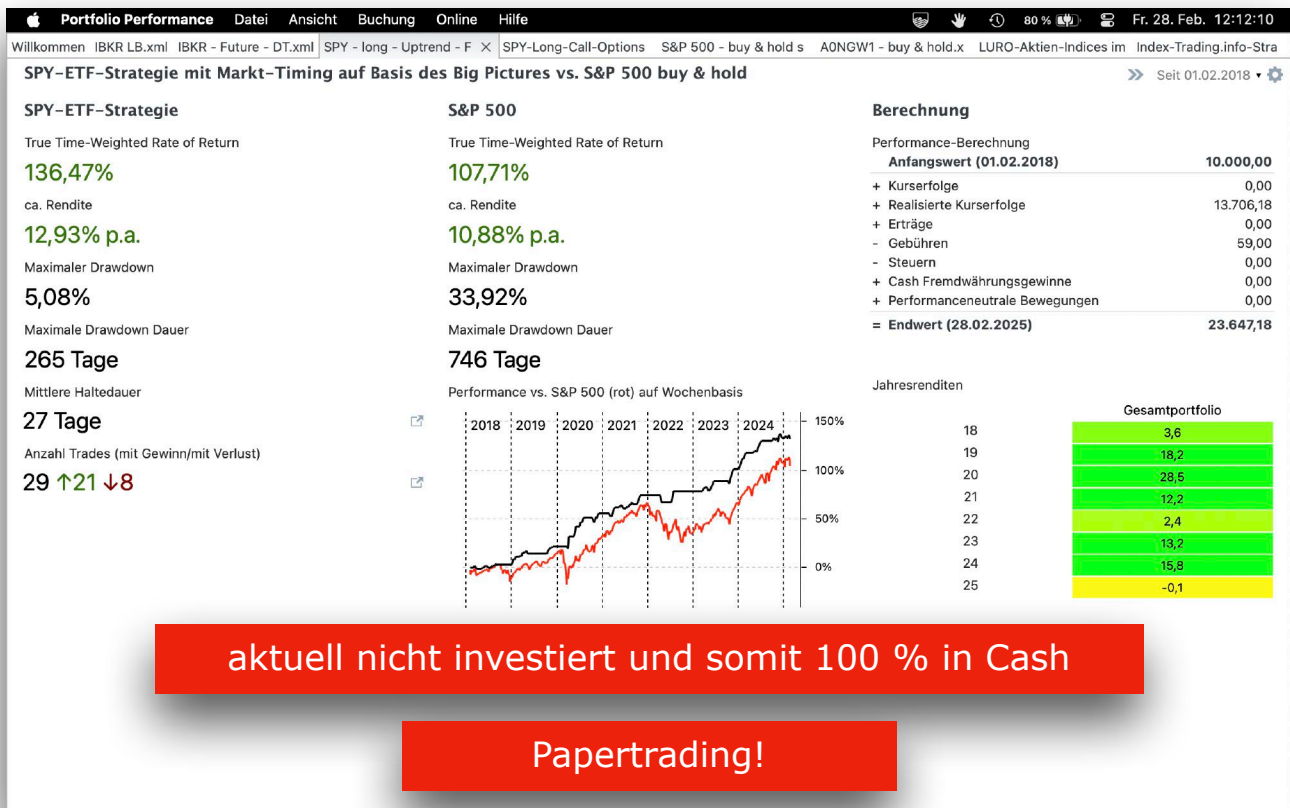 Portfolio Performance Datei Ansicht Buchung Online Hilfe 80 % Fr. 28. Feb. 12:12:10
Willkommen IBKR LB.xml IBKR - Future - DT.xml SPY - long - Uptrend - F SPY-Long-Call-Options S&P 500 - buy & hold s A0NGW1 - buy & hold.x LURO-Aktien-Indices im Index-Trading.info-Stra
SPY-ETF-Strategie mit Markt-Timing auf Basis des Big Pictures vs. S&P 500 buy & hold
Seit 01.02.2018
SPY-ETF-Strategie
True Time-Weighted Rate of Return
136,47%
ca. Rendite
12,93% p.a.
Maximaler Drawdown
5,08%
Maximale Drawdown Dauer
265 Tage
Mittlere Haltedauer
27 Tage
Anzahl Trades (mit Gewinn/mit Verlust)
29 ↑21 ↓8
S&P 500
True Time-Weighted Rate of Return
107,71%
ca. Rendite
10,88% p.a.
Maximaler Drawdown
33,92%
Maximale Drawdown Dauer
746 Tage
Performance vs. S&P 500 (rot) auf Wochenbasis
2018 2019 2020 2021 2022 2023 2024
150%
100%
50%
0%
Berechnung
Performance-Berechnung
Anfangswert (01.02.2018) 10.000,00
+ Kurserfolge 0,00
+ Realisierte Kurserfolge 13.706,18
+ Erträge 0,00
- Gebühren 59,00
- Steuern 0,00
+ Cash Fremdwährungsgewinne 0,00
+ Performanceneutrale Bewegungen 0,00
= Endwert (28.02.2025) 23.647,18
Jahresrenditen
Gesamtportfolio
18 3,6
19 18,2
20 28,5
21 12,2
22 2,4
23 13,2
24 15,8
25 -0,1
aktuell nicht investiert und somit 100 % in Cash
Papertrading!